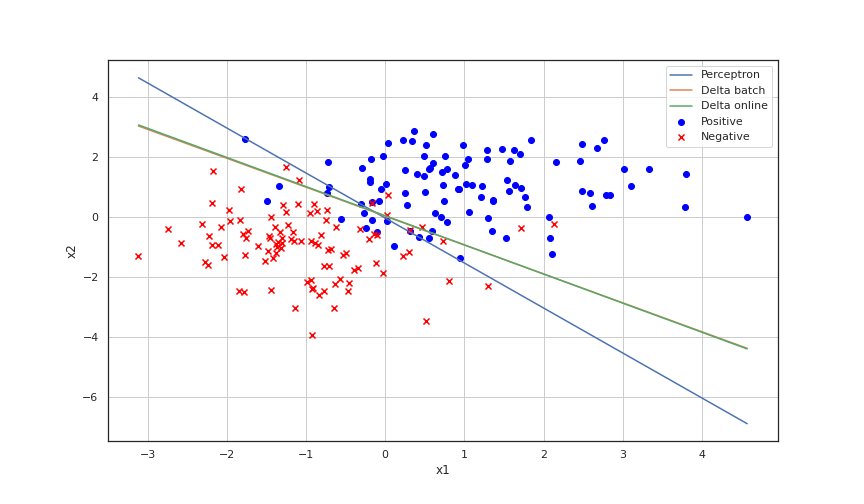 Perceptron
Delta batch
Delta online
Positive
Negative
4
2
0
−2
−4
−6
x2
−3
−2
−1
0
1
2
3
4
x1